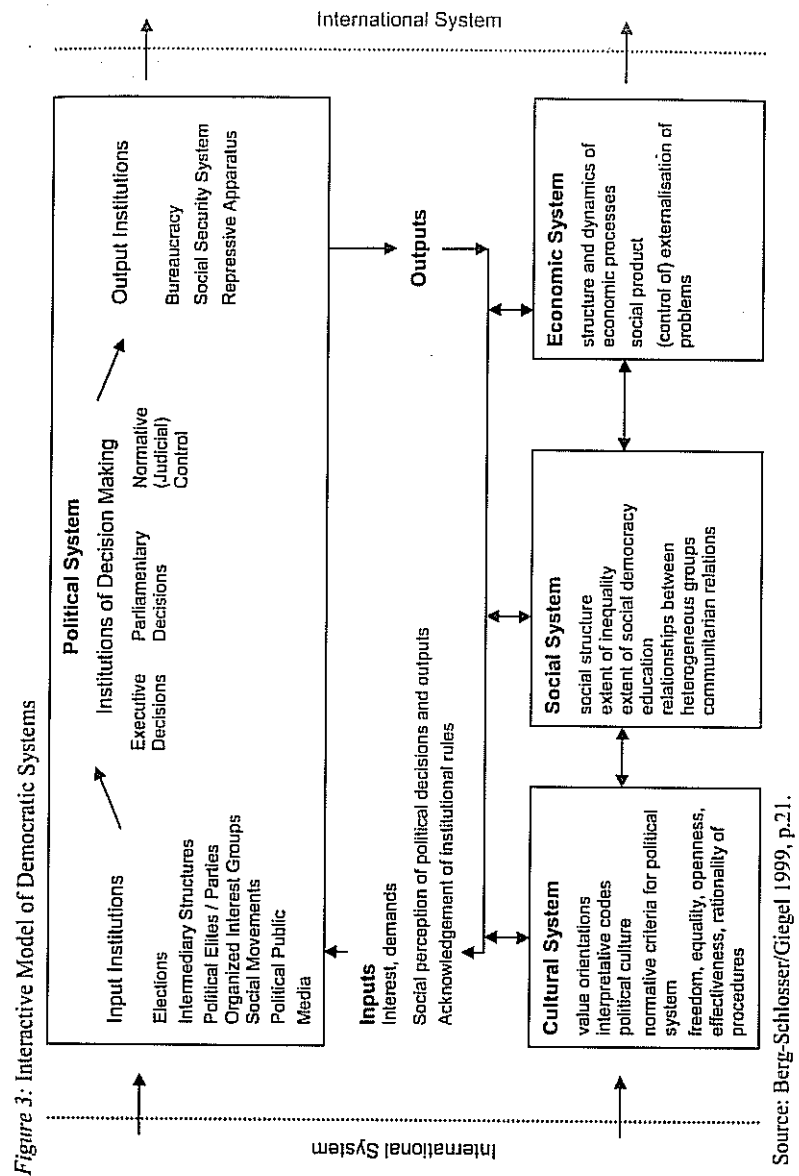 Figure 3: Interactive Model of Democratic Systems
International System
Political System
Input Institutions
Elections
Intermediary Structures
Political Elites / Parties
Organized Interest Groups
Social Movements
Political Public
Media
Institutions of Decision Making
Executive
Decisions
Parliamentary
Decisions
Normative
(Judicial)
Control
Output Institutions
Bureaucracy
Social Security System
Repressive Apparatus
International System
Inputs
Interest, demands
Social perception of political decisions and outputs
Acknowledgement of institutional rules
Outputs
Cultural System
value orientations
interpretative codes
political culture
normative criteria for political
system
freedom, equality, openness,
effectiveness, rationality of
procedures
Social System
social structure
extent of inequality
extent of social democracy
education
relationships between
heterogeneous groups
communitarian relations
Economic System
structure and dynamics of
economic processes
social product
(control of) externalisation of
problems
Source: Berg-Schlosser/Giegel 1999, p.21.